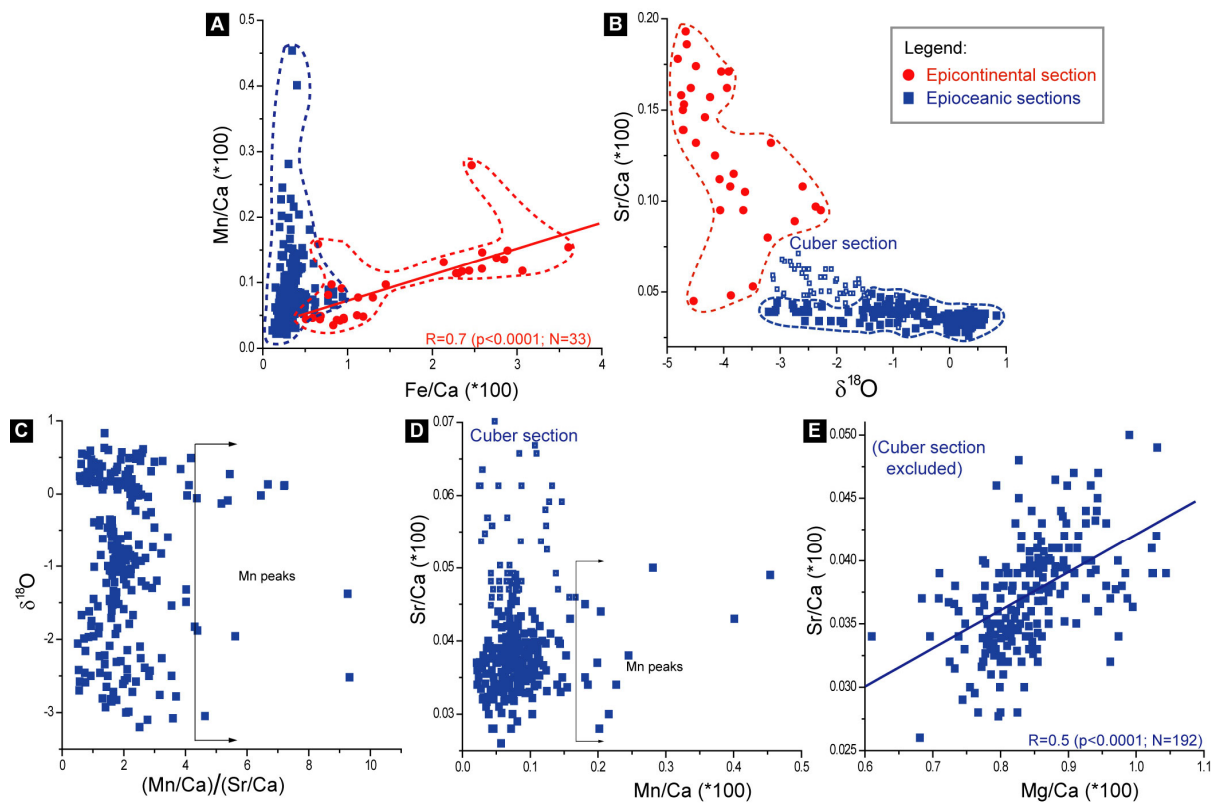 A
0.5
0.4
0.3
0.2
0.1
0
Mn/Ca (*100)
0
1
2
3
4
Fe/Ca (*100)
R=0.7 (p<0.0001; N=33)
B
0.20
0.15
0.10
0.05
Sr/Ca (*100)
Cuber section
-5
-4
-3
-2
-1
0
1
δ18O
Legend:
Epicontinental section
Epioceanic sections
C
1
0
-1
-2
-3
δ18O
Mn peaks
0
2
4
6
8
10
(Mn/Ca)/(Sr/Ca)
D
Cuber section
0.07
0.06
0.05
0.04
0.03
Sr/Ca (*100)
Mn peaks
0.0
0.1
0.2
0.3
0.4
0.5
Mn/Ca (*100)
E
(Cuber section
excluded)
0.050
0.045
0.040
0.035
0.030
0.025
Sr/Ca (*100)
R=0.5 (p<0.0001; N=192)
0.6
0.7
0.8
0.9
1.0
1.1
Mg/Ca (*100)